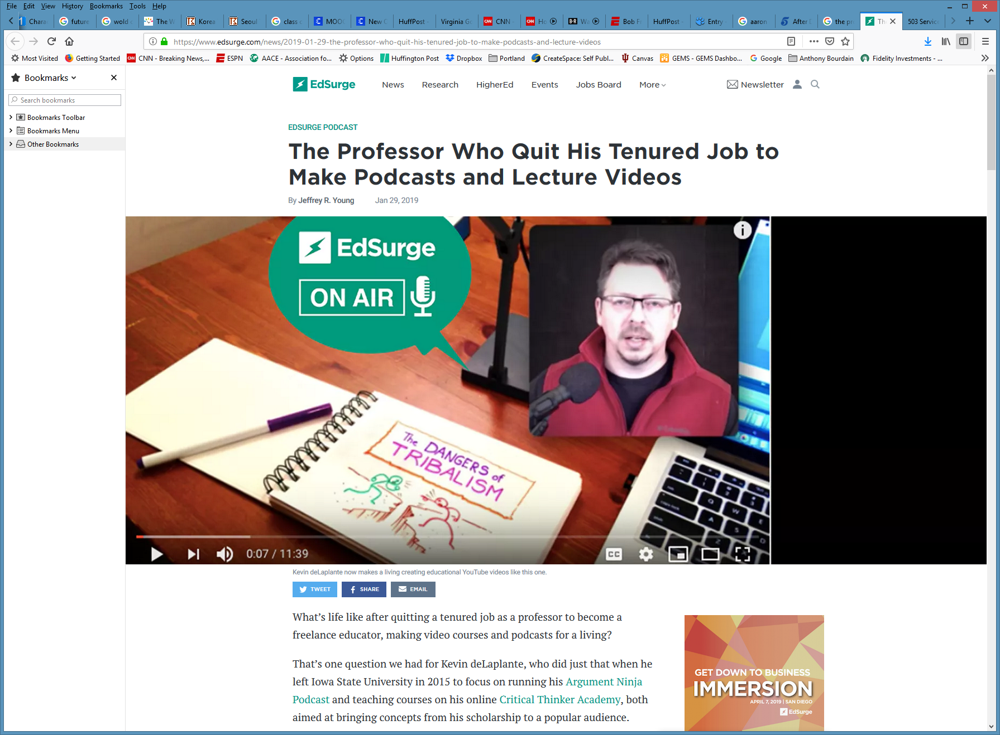 File Edit View History Bookmarks Tools Help
Chara future wold The W Korea Seoul class MOOC New C HuffPost - Virginia Go CNN - Ho Wa Bob F HuffPost - Entry aaron After the pr Th 503 Service
https://www.edsurge.com/news/2019-01-29-the-professor-who-quit-his-tenured-job-to-make-podcasts-and-lecture-videos
Most Visited Getting Started CNN - Breaking News,... ESPN AACE - Association fo... Options Huffington Post Dropbox Portland CreateSpace: Self Publ... Canvas GEMS - GEMS Dashbo... Google Anthony Bourdain Fidelity Investments - ...
Bookmarks
Search bookmarks
Bookmarks Toolbar
Bookmarks Menu
Other Bookmarks
EdSurge News Research HigherEd Events Jobs Board More Newsletter
EDSURGE PODCAST
The Professor Who Quit His Tenured Job to
Make Podcasts and Lecture Videos
By Jeffrey R. Young Jan 29, 2019
EdSurge
ON AIR
The DANGERS of
TRIBALISM
0:07 / 11:39
CC
Kevin deLaplante now makes a living creating educational YouTube videos like this one.
TWEET SHARE EMAIL
What's life like after quitting a tenured job as a professor to become a
freelance educator, making video courses and podcasts for a living?
That's one question we had for Kevin deLaplante, who did just that when he
left Iowa State University in 2015 to focus on running his Argument Ninja
Podcast and teaching courses on his online Critical Thinker Academy, both
aimed at bringing concepts from his scholarship to a popular audience.
GET DOWN TO BUSINESS
IMMERSION
APRIL 7, 2019 | SAN DIEGO
EdSurge